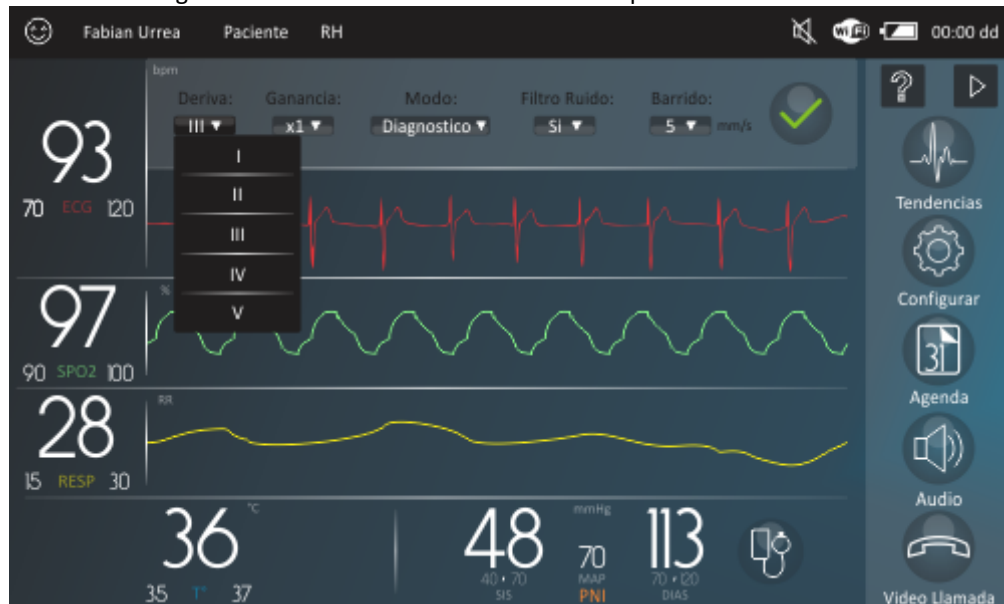 Fabian Urrea Paciente RH WiFi 00:00 dd
bpm
Deriva: Ganancia: Modo: Filtro Ruido: Barrido:
III ▼ x1 ▼ Diagnostico ▼ Si ▼ 5 ▼ mm/s
I
II
III
IV
V
93
70 ECG 120
%
97
90 SPO2 100
RR
28
15 RESP 30
°C
36
35 T° 37
mmHg
48 70 113
40 · 70 MAP 70 · 120
SIS PNI DIAS
?
Tendencias
Configurar
31
Agenda
Audio
Video Llamada